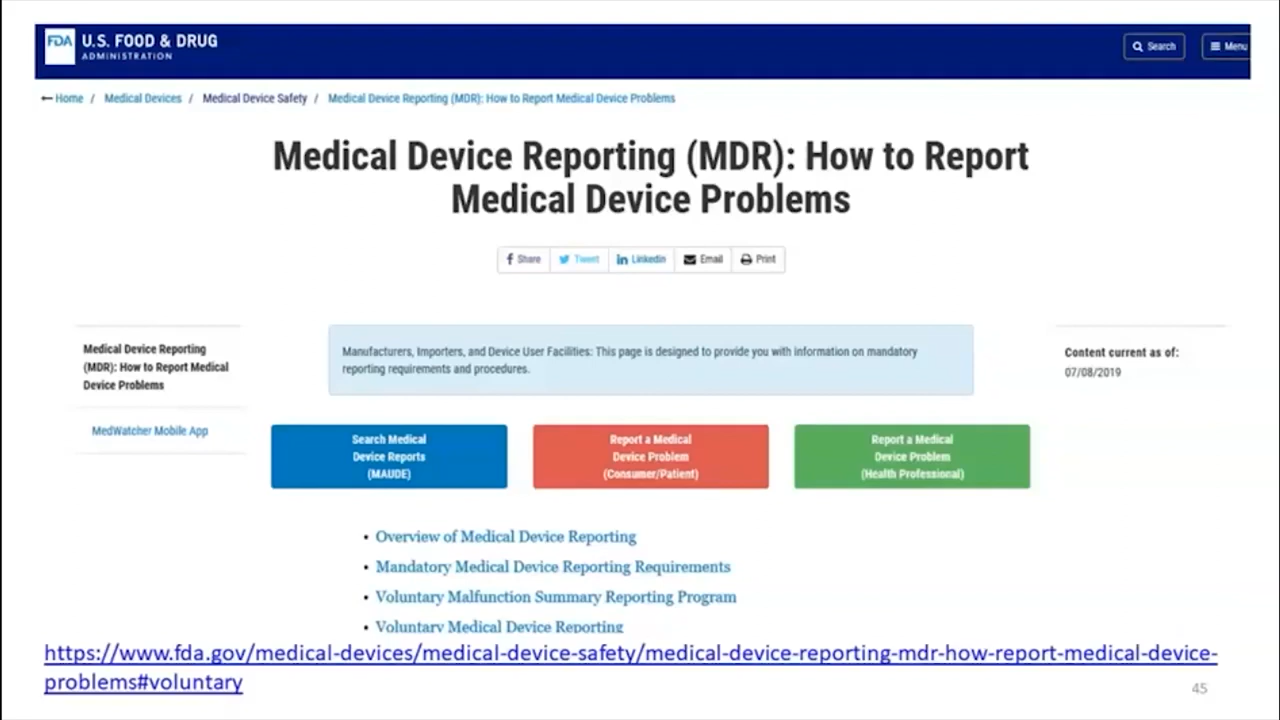 FDA U.S. FOOD & DRUG
ADMINISTRATION
Search
Menu
Home / Medical Devices / Medical Device Safety / Medical Device Reporting (MDR): How to Report Medical Device Problems
Medical Device Reporting (MDR): How to Report
Medical Device Problems
Share Tweet Linkedin Email Print
Medical Device Reporting
(MDR): How to Report Medical
Device Problems
MedWatcher Mobile App
Manufacturers, Importers, and Device User Facilities: This page is designed to provide you with information on mandatory
reporting requirements and procedures.
Content current as of:
07/08/2019
Search Medical
Device Reports
(MAUDE)
Report a Medical
Device Problem
(Consumer/Patient)
Report a Medical
Device Problem
(Health Professional)
• Overview of Medical Device Reporting
• Mandatory Medical Device Reporting Requirements
• Voluntary Malfunction Summary Reporting Program
• Voluntary Medical Device Reporting
https://www.fda.gov/medical-devices/medical-device-safety/medical-device-reporting-mdr-how-report-medical-device-
problems#voluntary
45